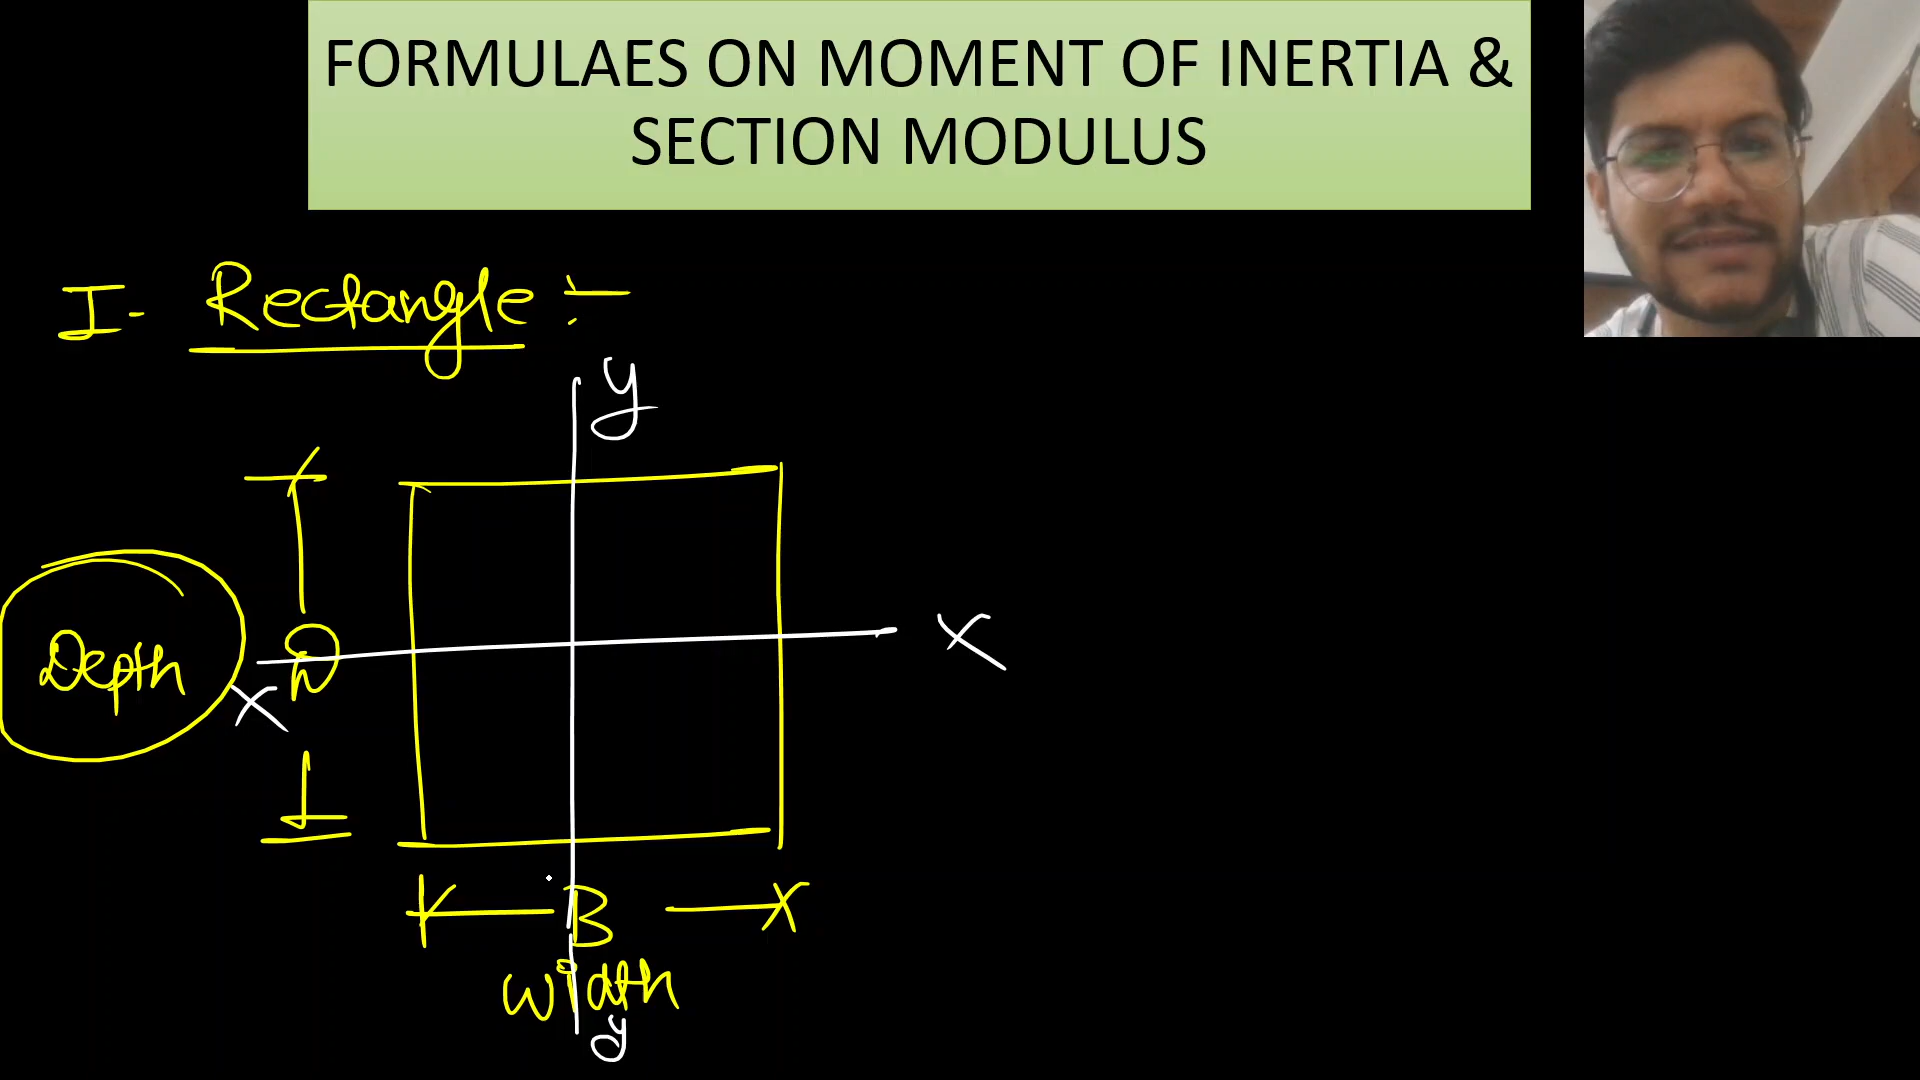 FORMULAES ON MOMENT OF INERTIA &
SECTION MODULUS
I- Rectangle :-
y
Depth
D
x
x
B
width
y